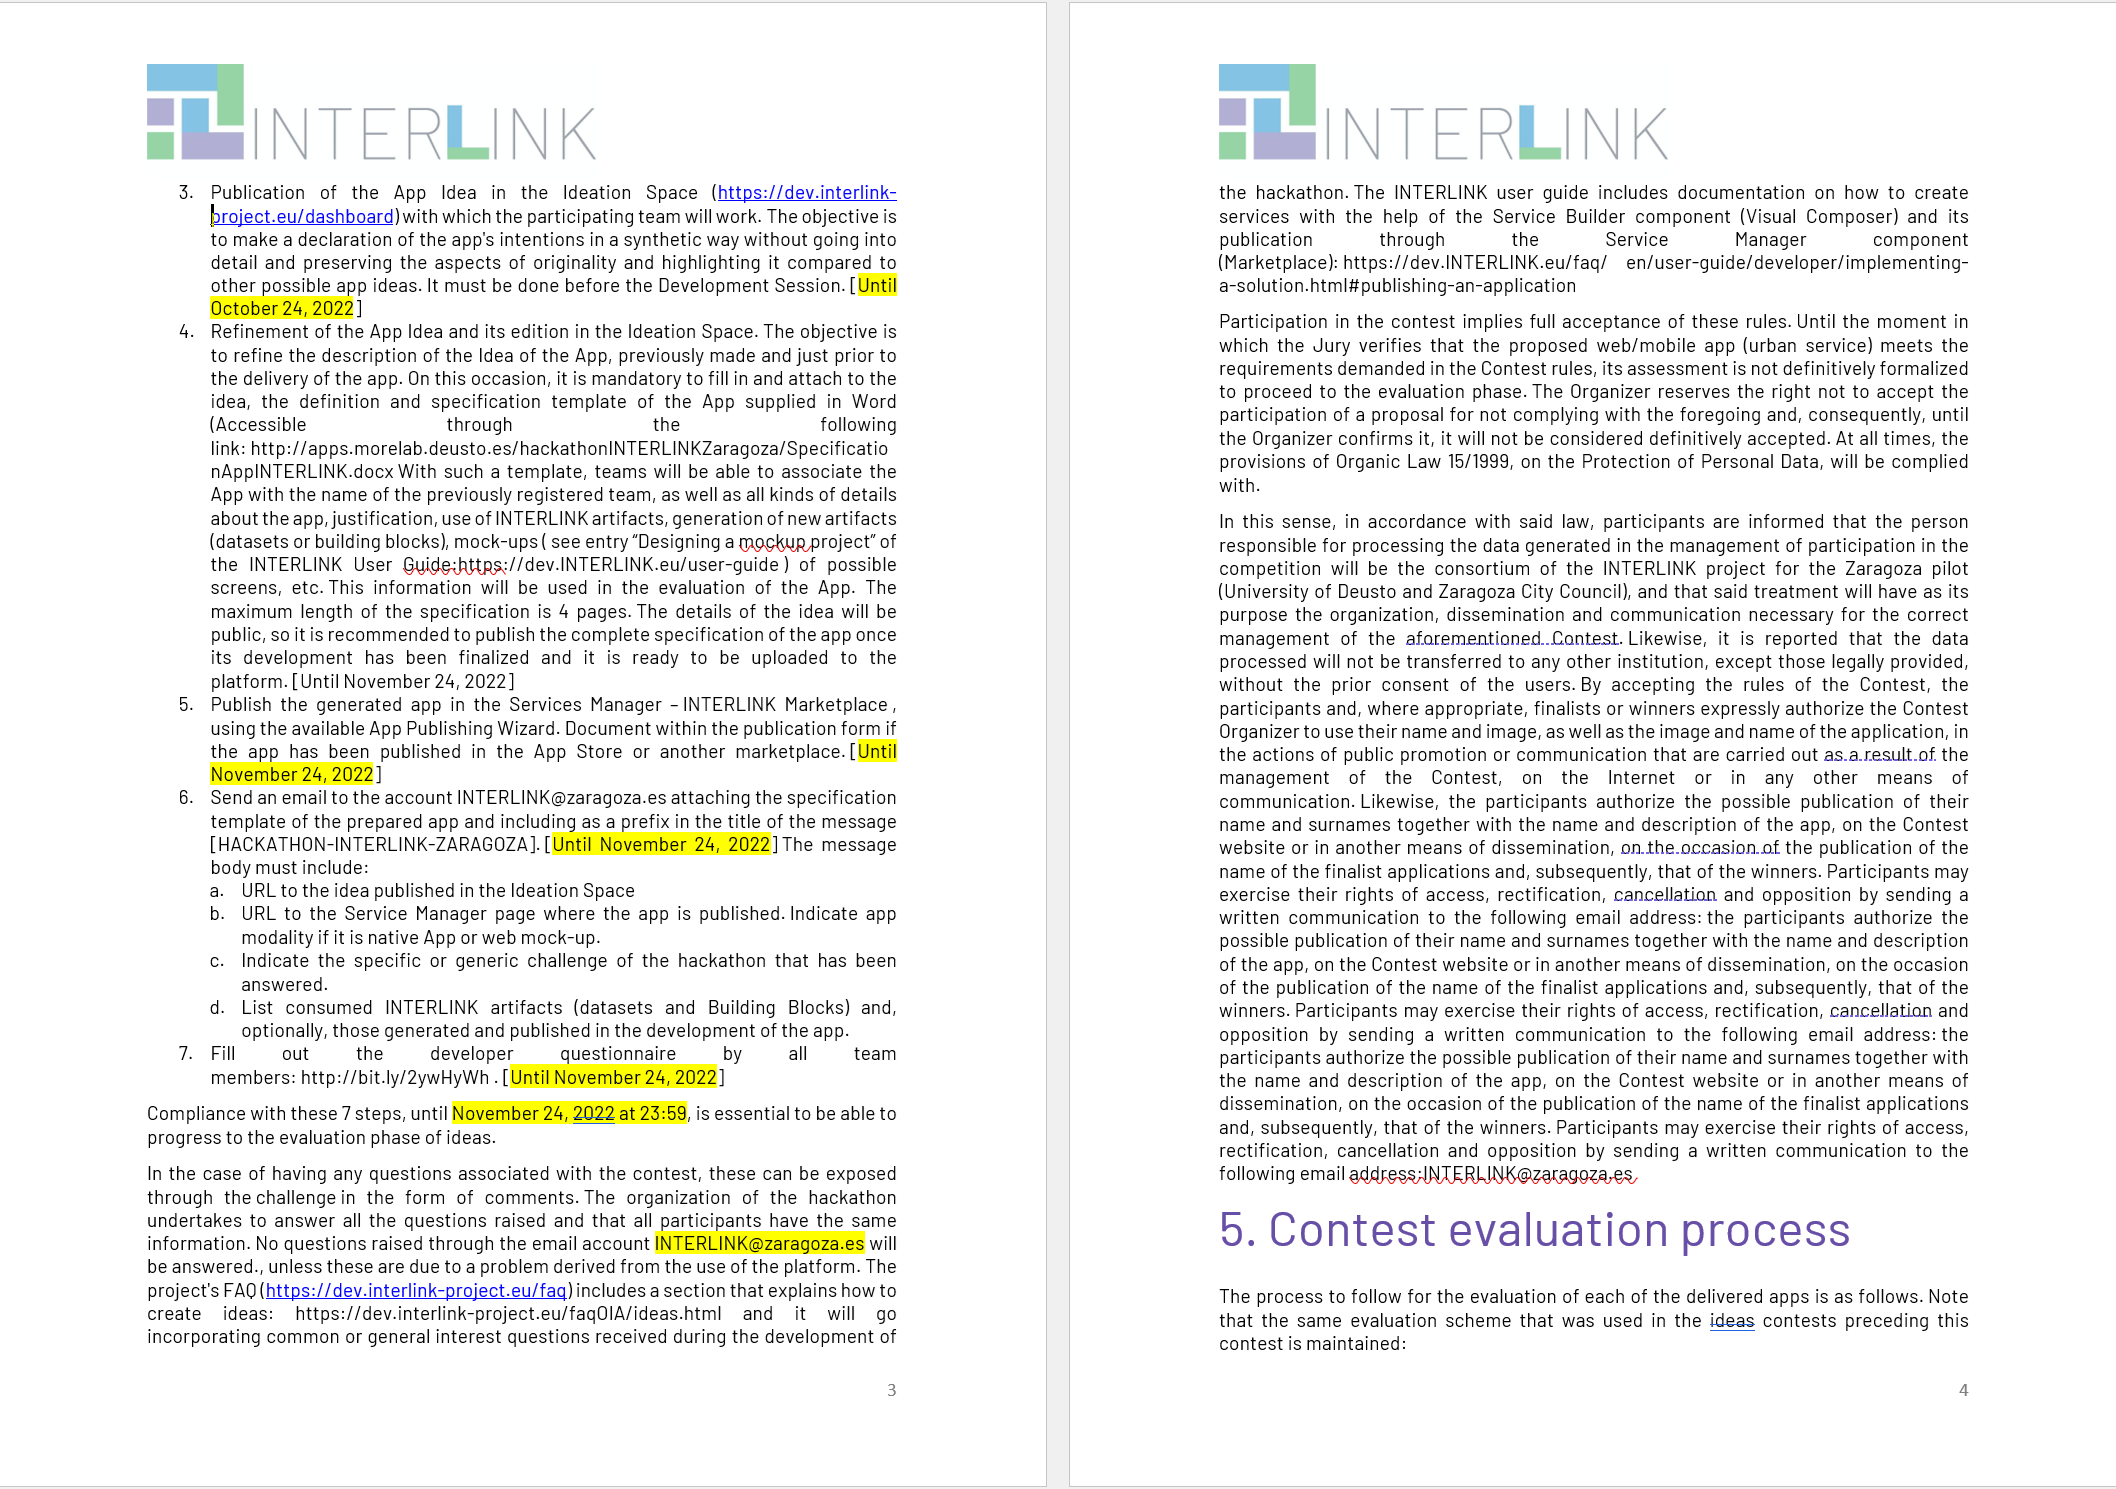 INTERLINK
3. Publication of the App Idea in the Ideation Space (https://dev.interlink-
project.eu/dashboard) with which the participating team will work. The objective is
to make a declaration of the app's intentions in a synthetic way without going into
detail and preserving the aspects of originality and highlighting it compared to
other possible app ideas. It must be done before the Development Session. [Until
October 24, 2022]
4. Refinement of the App Idea and its edition in the Ideation Space. The objective is
to refine the description of the Idea of the App, previously made and just prior to
the delivery of the app. On this occasion, it is mandatory to fill in and attach to the
idea, the definition and specification template of the App supplied in Word
(Accessible through the following
link: http://apps.morelab.deusto.es/hackathonINTERLINKZaragoza/Specificatio
nAppINTERLINK.docx With such a template, teams will be able to associate the
App with the name of the previously registered team, as well as all kinds of details
about the app, justification, use of INTERLINK artifacts, generation of new artifacts
(datasets or building blocks), mock-ups ( see entry “Designing a mockup project” of
the INTERLINK User Guide:https://dev.INTERLINK.eu/user-guide ) of possible
screens, etc. This information will be used in the evaluation of the App. The
maximum length of the specification is 4 pages. The details of the idea will be
public, so it is recommended to publish the complete specification of the app once
its development has been finalized and it is ready to be uploaded to the
platform. [Until November 24, 2022]
5. Publish the generated app in the Services Manager – INTERLINK Marketplace ,
using the available App Publishing Wizard. Document within the publication form if
the app has been published in the App Store or another marketplace. [Until
November 24, 2022]
6. Send an email to the account INTERLINK@zaragoza.es attaching the specification
template of the prepared app and including as a prefix in the title of the message
[HACKATHON-INTERLINK-ZARAGOZA]. [Until November 24, 2022] The message
body must include:
a. URL to the idea published in the Ideation Space
b. URL to the Service Manager page where the app is published. Indicate app
modality if it is native App or web mock-up.
c. Indicate the specific or generic challenge of the hackathon that has been
answered.
d. List consumed INTERLINK artifacts (datasets and Building Blocks) and,
optionally, those generated and published in the development of the app.
7. Fill out the developer questionnaire by all team
members: http://bit.ly/2ywHyWh . [Until November 24, 2022]
Compliance with these 7 steps, until November 24, 2022 at 23:59, is essential to be able to
progress to the evaluation phase of ideas.
In the case of having any questions associated with the contest, these can be exposed
through the challenge in the form of comments. The organization of the hackathon
undertakes to answer all the questions raised and that all participants have the same
information. No questions raised through the email account INTERLINK@zaragoza.es will
be answered., unless these are due to a problem derived from the use of the platform. The
project's FAQ (https://dev.interlink-project.eu/faq) includes a section that explains how to
create ideas: https://dev.interlink-project.eu/faqOIA/ideas.html and it will go
incorporating common or general interest questions received during the development of
3
INTERLINK
the hackathon. The INTERLINK user guide includes documentation on how to create
services with the help of the Service Builder component (Visual Composer) and its
publication through the Service Manager component
(Marketplace): https://dev.INTERLINK.eu/faq/ en/user-guide/developer/implementing-
a-solution.html#publishing-an-application
Participation in the contest implies full acceptance of these rules. Until the moment in
which the Jury verifies that the proposed web/mobile app (urban service) meets the
requirements demanded in the Contest rules, its assessment is not definitively formalized
to proceed to the evaluation phase. The Organizer reserves the right not to accept the
participation of a proposal for not complying with the foregoing and, consequently, until
the Organizer confirms it, it will not be considered definitively accepted. At all times, the
provisions of Organic Law 15/1999, on the Protection of Personal Data, will be complied
with.
In this sense, in accordance with said law, participants are informed that the person
responsible for processing the data generated in the management of participation in the
competition will be the consortium of the INTERLINK project for the Zaragoza pilot
(University of Deusto and Zaragoza City Council), and that said treatment will have as its
purpose the organization, dissemination and communication necessary for the correct
management of the aforementioned Contest. Likewise, it is reported that the data
processed will not be transferred to any other institution, except those legally provided,
without the prior consent of the users. By accepting the rules of the Contest, the
participants and, where appropriate, finalists or winners expressly authorize the Contest
Organizer to use their name and image, as well as the image and name of the application, in
the actions of public promotion or communication that are carried out as a result of the
management of the Contest, on the Internet or in any other means of
communication. Likewise, the participants authorize the possible publication of their
name and surnames together with the name and description of the app, on the Contest
website or in another means of dissemination, on the occasion of the publication of the
name of the finalist applications and, subsequently, that of the winners. Participants may
exercise their rights of access, rectification, cancellation and opposition by sending a
written communication to the following email address: the participants authorize the
possible publication of their name and surnames together with the name and description
of the app, on the Contest website or in another means of dissemination, on the occasion
of the publication of the name of the finalist applications and, subsequently, that of the
winners. Participants may exercise their rights of access, rectification, cancellation and
opposition by sending a written communication to the following email address: the
participants authorize the possible publication of their name and surnames together with
the name and description of the app, on the Contest website or in another means of
dissemination, on the occasion of the publication of the name of the finalist applications
and, subsequently, that of the winners. Participants may exercise their rights of access,
rectification, cancellation and opposition by sending a written communication to the
following email address:INTERLINK@zaragoza.es
5. Contest evaluation process
The process to follow for the evaluation of each of the delivered apps is as follows. Note
that the same evaluation scheme that was used in the ideas contests preceding this
contest is maintained:
4